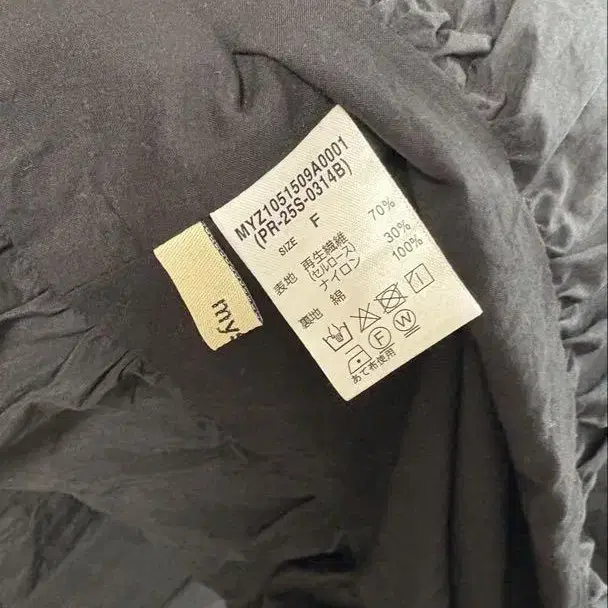 MYZ1051509A0001
(PR-25S-0314B)
SIZE F
表地 再生繊維 70%
(セルロース)
ナイロン 30%
裏地 綿 100%
F W
あて布使用